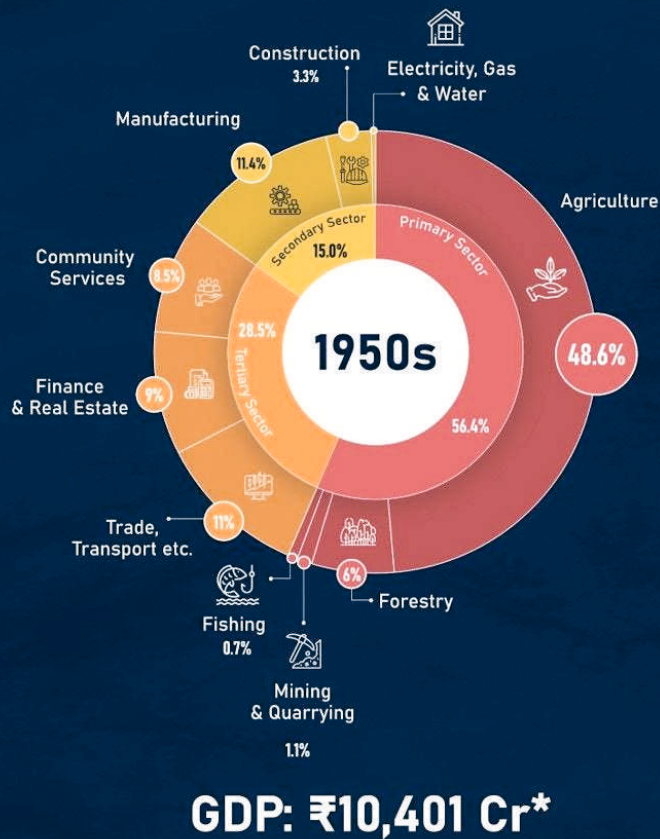 Construction
3.3%
Electricity, Gas
& Water
Manufacturing
11.4%
Agriculture
48.6%
Community
Services
8.5%
Finance
& Real Estate
9%
Trade,
Transport etc.
11%
Fishing
0.7%
Mining
& Quarrying
1.1%
6%
Forestry
Secondary Sector
15.0%
Primary Sector
56.4%
28.5%
Tertiary Sector
1950s
GDP: ₹10,401 Cr*